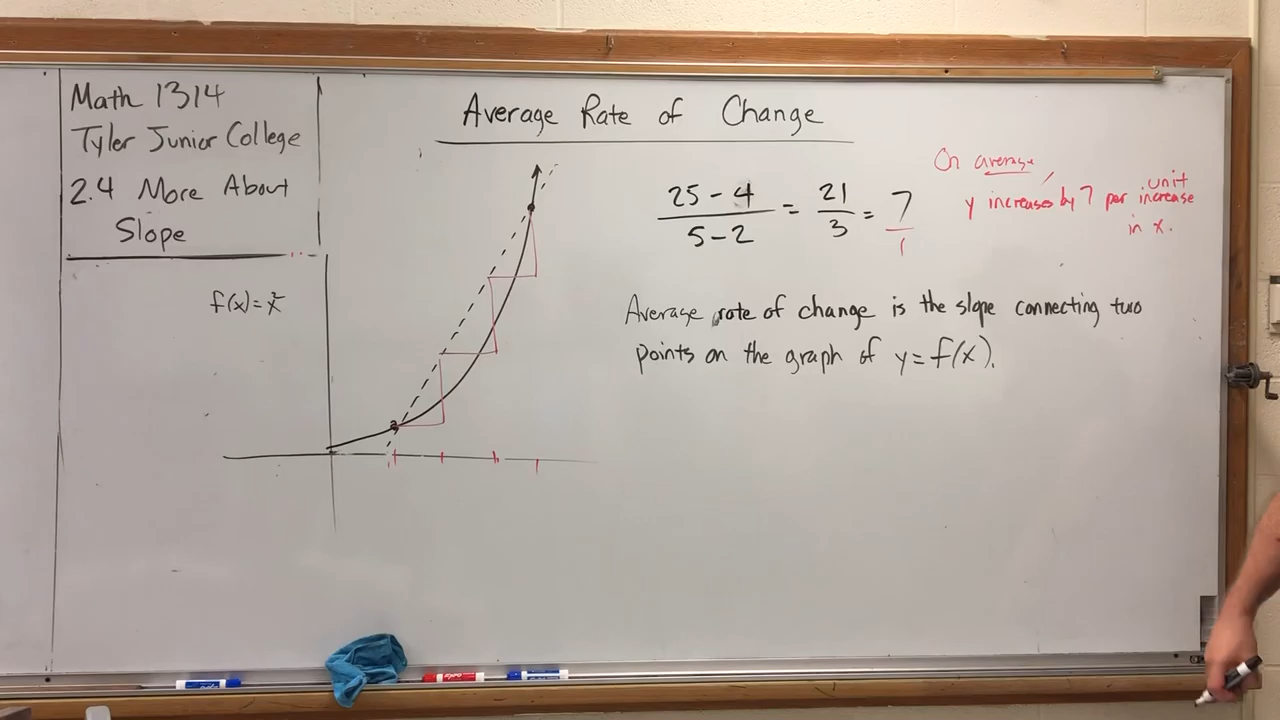 Math 1314
Tyler Junior College
2.4 More About
Slope
f(x)=x²
Average Rate of Change
25-4 / 5-2 = 21/3 = 7/1
On average
y increases by 7 per unit increase
in x.
Average rate of change is the slope connecting two
points on the graph of y=f(x).